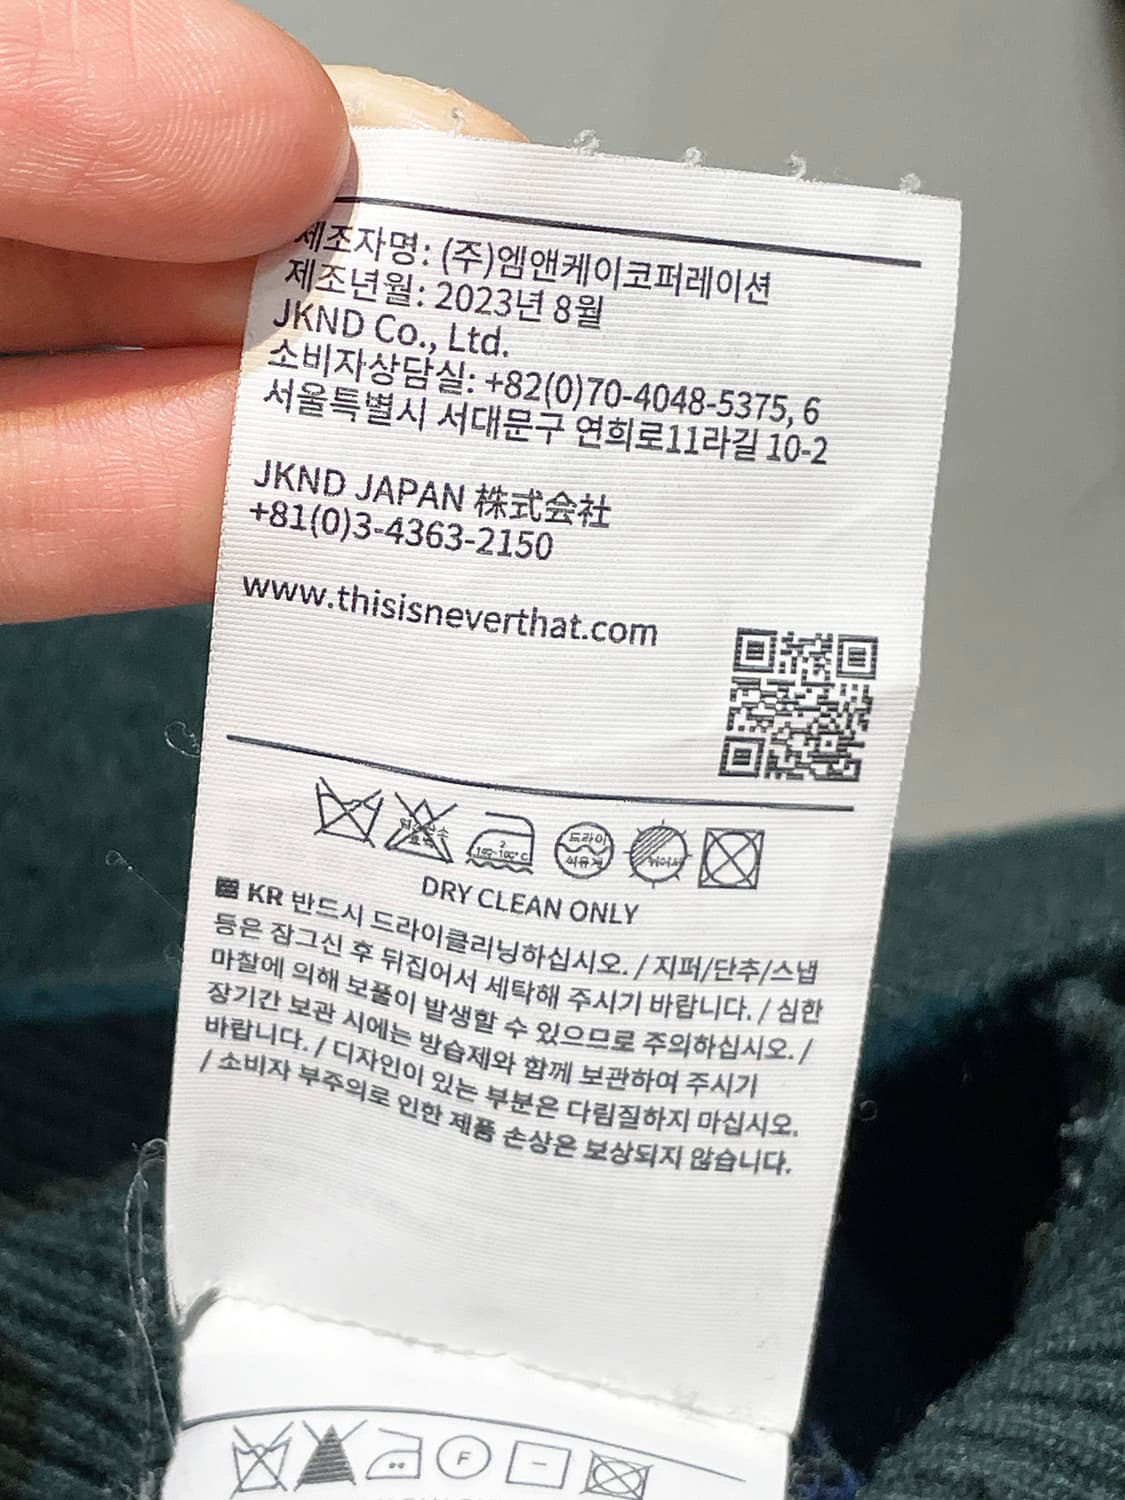 제조자명: (주)엠앤케이코퍼레이션
제조년월: 2023년 8월
JKND Co., Ltd.
소비자상담실: +82(0)70-4048-5375, 6
서울특별시 서대문구 연희로11라길 10-2
JKND JAPAN 株式会社
+81(0)3-4363-2150
www.thisisneverthat.com
드라이
석유계
뉘어서
DRY CLEAN ONLY
KR 반드시 드라이클리닝하십시오. / 지퍼/단추/스냅
등은 잠그신 후 뒤집어서 세탁해 주시기 바랍니다. / 심한
마찰에 의해 보풀이 발생할 수 있으므로 주의하십시오. /
장기간 보관 시에는 방습제와 함께 보관하여 주시기
바랍니다. / 디자인이 있는 부분은 다림질하지 마십시오.
/ 소비자 부주의로 인한 제품 손상은 보상되지 않습니다.
F